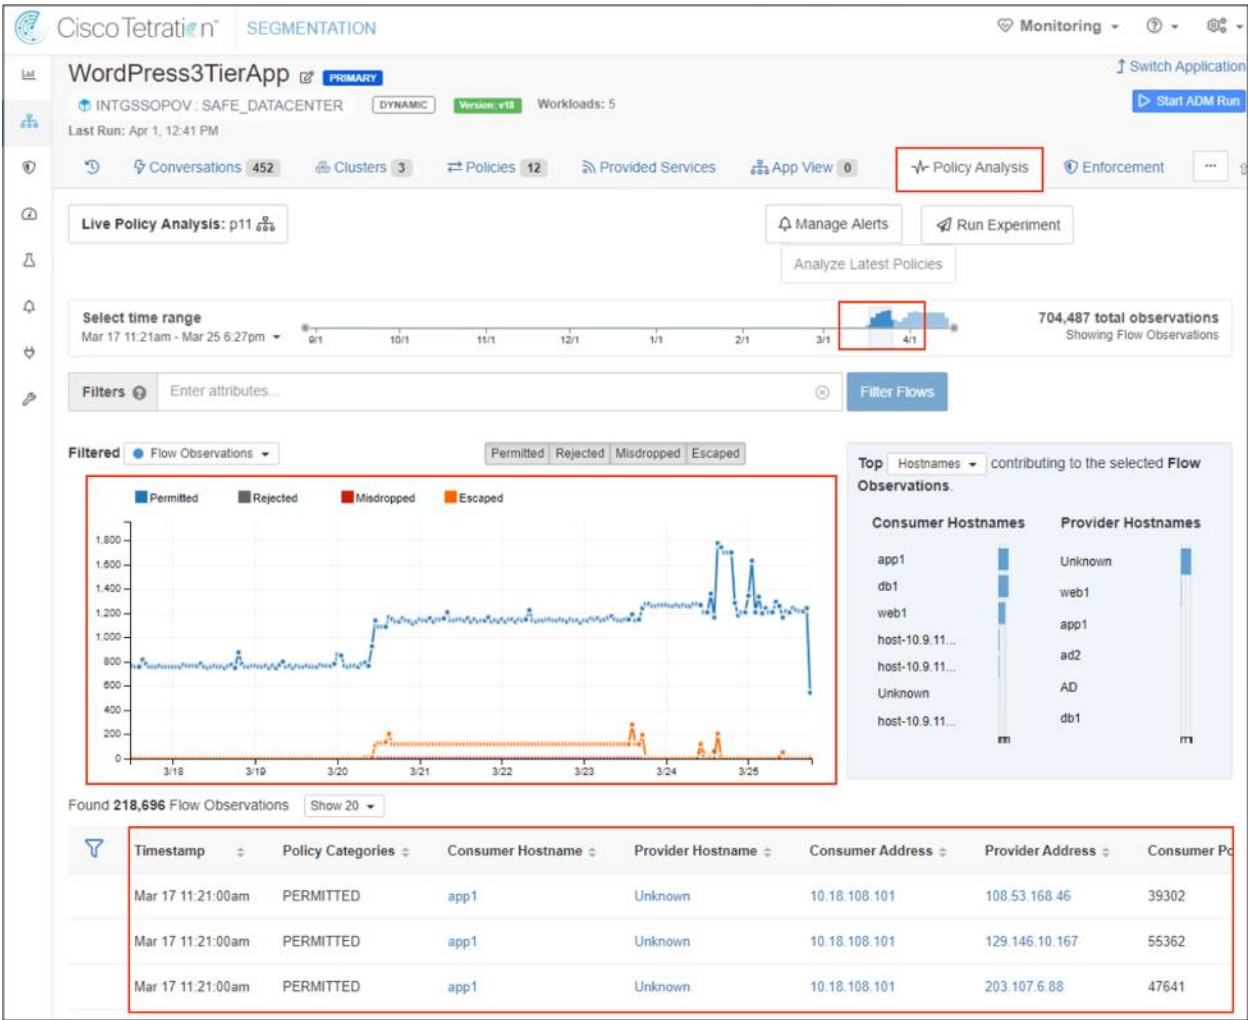 Cisco Tetration™ SEGMENTATION Monitoring
WordPress3TierApp PRIMARY
Switch Application
INTGSSOPOV : SAFE_DATACENTER DYNAMIC Version: v18 Workloads: 5
Start ADM Run
Last Run: Apr 1, 12:41 PM
Conversations 452 Clusters 3 Policies 12 Provided Services App View 0 Policy Analysis Enforcement ...
Live Policy Analysis: p11 Manage Alerts Run Experiment
Analyze Latest Policies
Select time range
Mar 17 11:21am - Mar 25 6:27pm
9/1 10/1 11/1 12/1 1/1 2/1 3/1 4/1
704,487 total observations
Showing Flow Observations
Filters Enter attributes... Filter Flows
Filtered Flow Observations Permitted Rejected Misdropped Escaped
Permitted Rejected Misdropped Escaped
1,800
1,600
1,400
1,200
1,000
800
600
400
200
0
3/18 3/19 3/20 3/21 3/22 3/23 3/24 3/25
Top Hostnames contributing to the selected Flow
Observations.
Consumer Hostnames Provider Hostnames
app1 Unknown
db1 web1
web1 app1
host-10.9.11... ad2
host-10.9.11... AD
Unknown db1
host-10.9.11...
Found 218,696 Flow Observations Show 20
Timestamp Policy Categories Consumer Hostname Provider Hostname Consumer Address Provider Address Consumer Po
Mar 17 11:21:00am PERMITTED app1 Unknown 10.18.108.101 108.53.168.46 39302
Mar 17 11:21:00am PERMITTED app1 Unknown 10.18.108.101 129.146.10.167 55362
Mar 17 11:21:00am PERMITTED app1 Unknown 10.18.108.101 203.107.6.88 47641